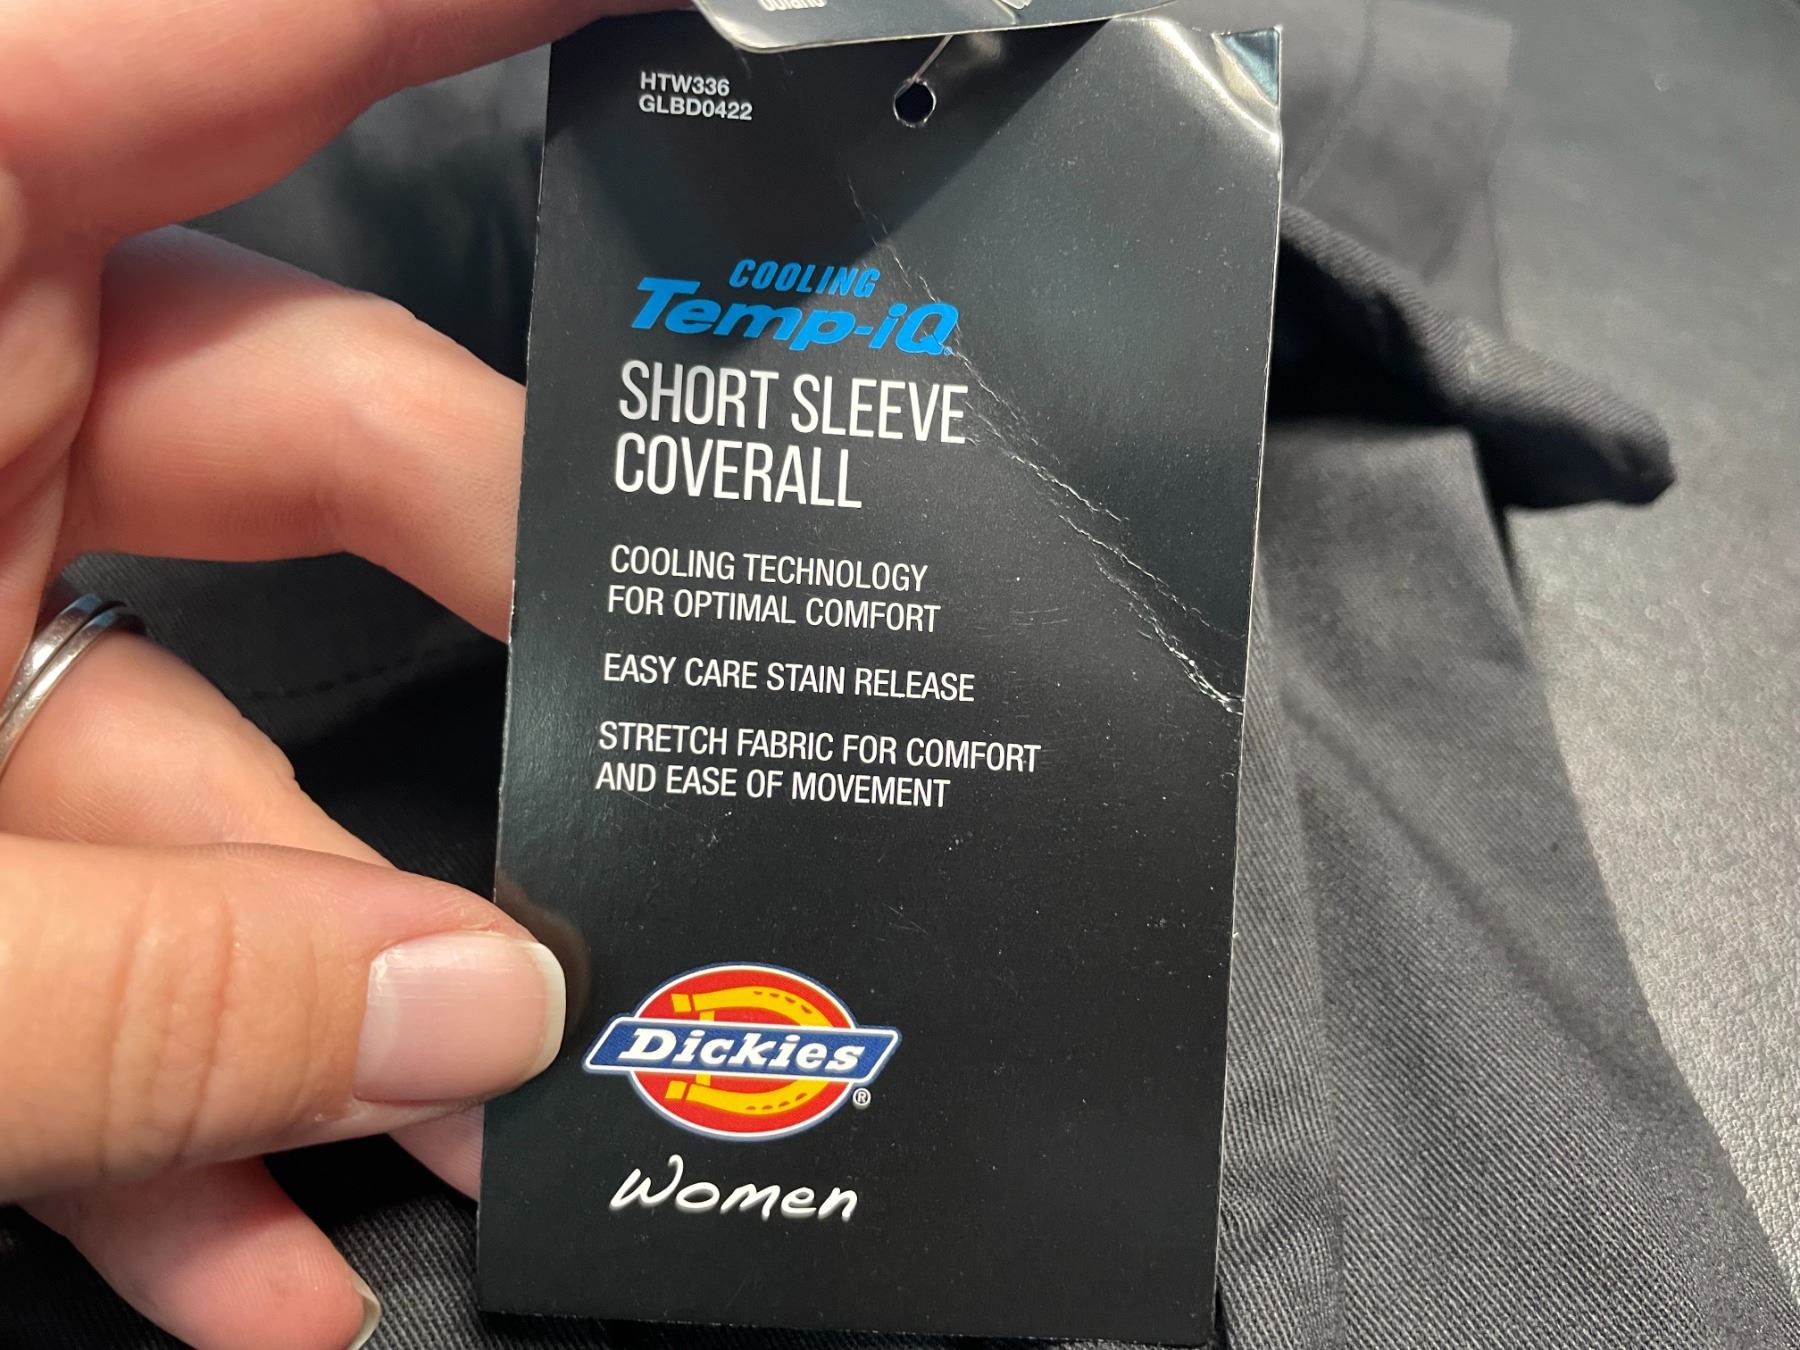 HTW336
GLBD0422
COOLING
Temp-iQ
SHORT SLEEVE
COVERALL
COOLING TECHNOLOGY
FOR OPTIMAL COMFORT
EASY CARE STAIN RELEASE
STRETCH FABRIC FOR COMFORT
AND EASE OF MOVEMENT
Dickies®
Women